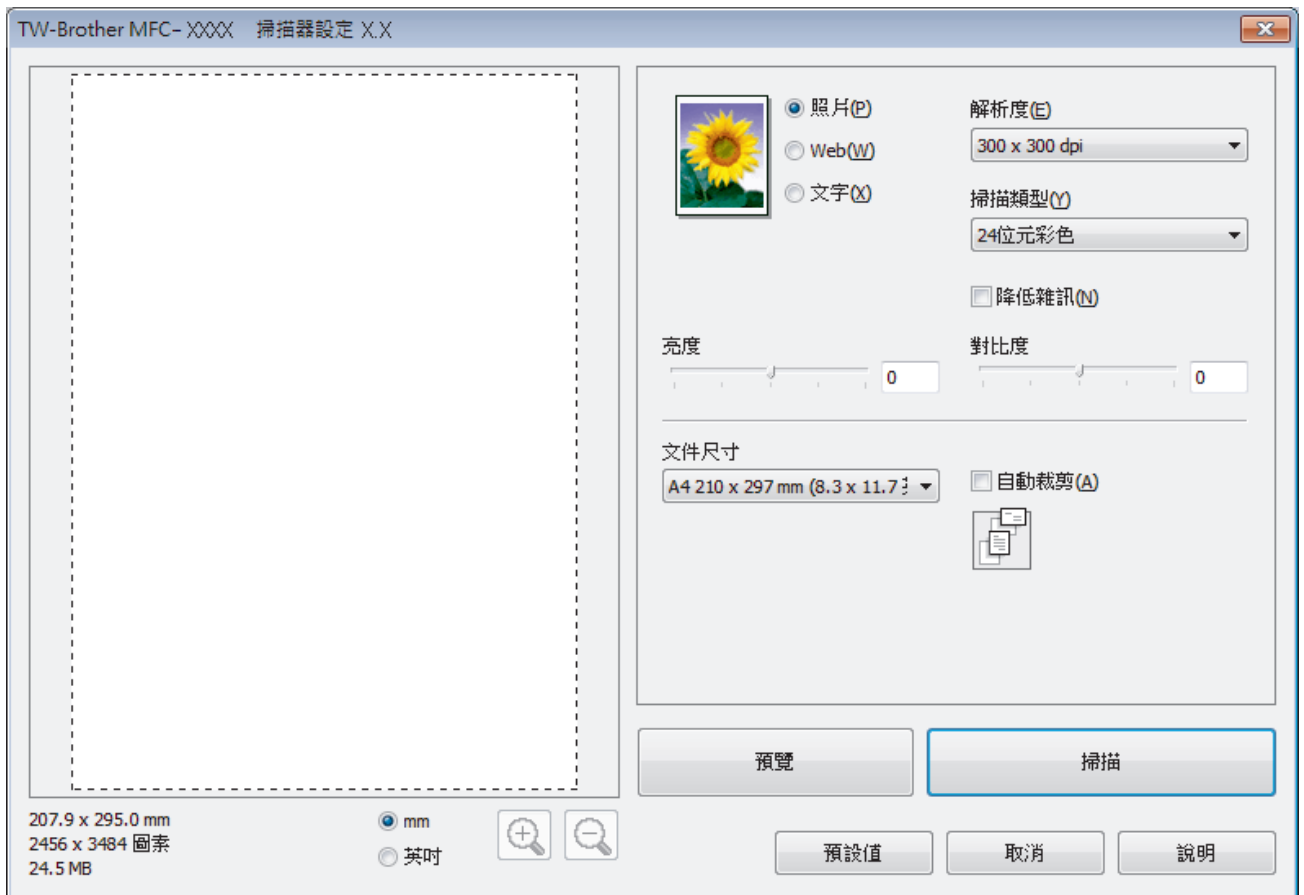 TW-Brother MFC- XXXX 掃描器設定 X.X
照片(P)
Web(W)
文字(X)
解析度(E)
300 x 300 dpi
掃描類型(Y)
24位元彩色
降低雜訊(N)
亮度
0
對比度
0
文件尺寸
A4 210 x 297 mm (8.3 x 11.7
自動裁剪(A)
預覽
掃描
207.9 x 295.0 mm
2456 x 3484 圖素
24.5 MB
mm
英吋
預設值
取消
說明